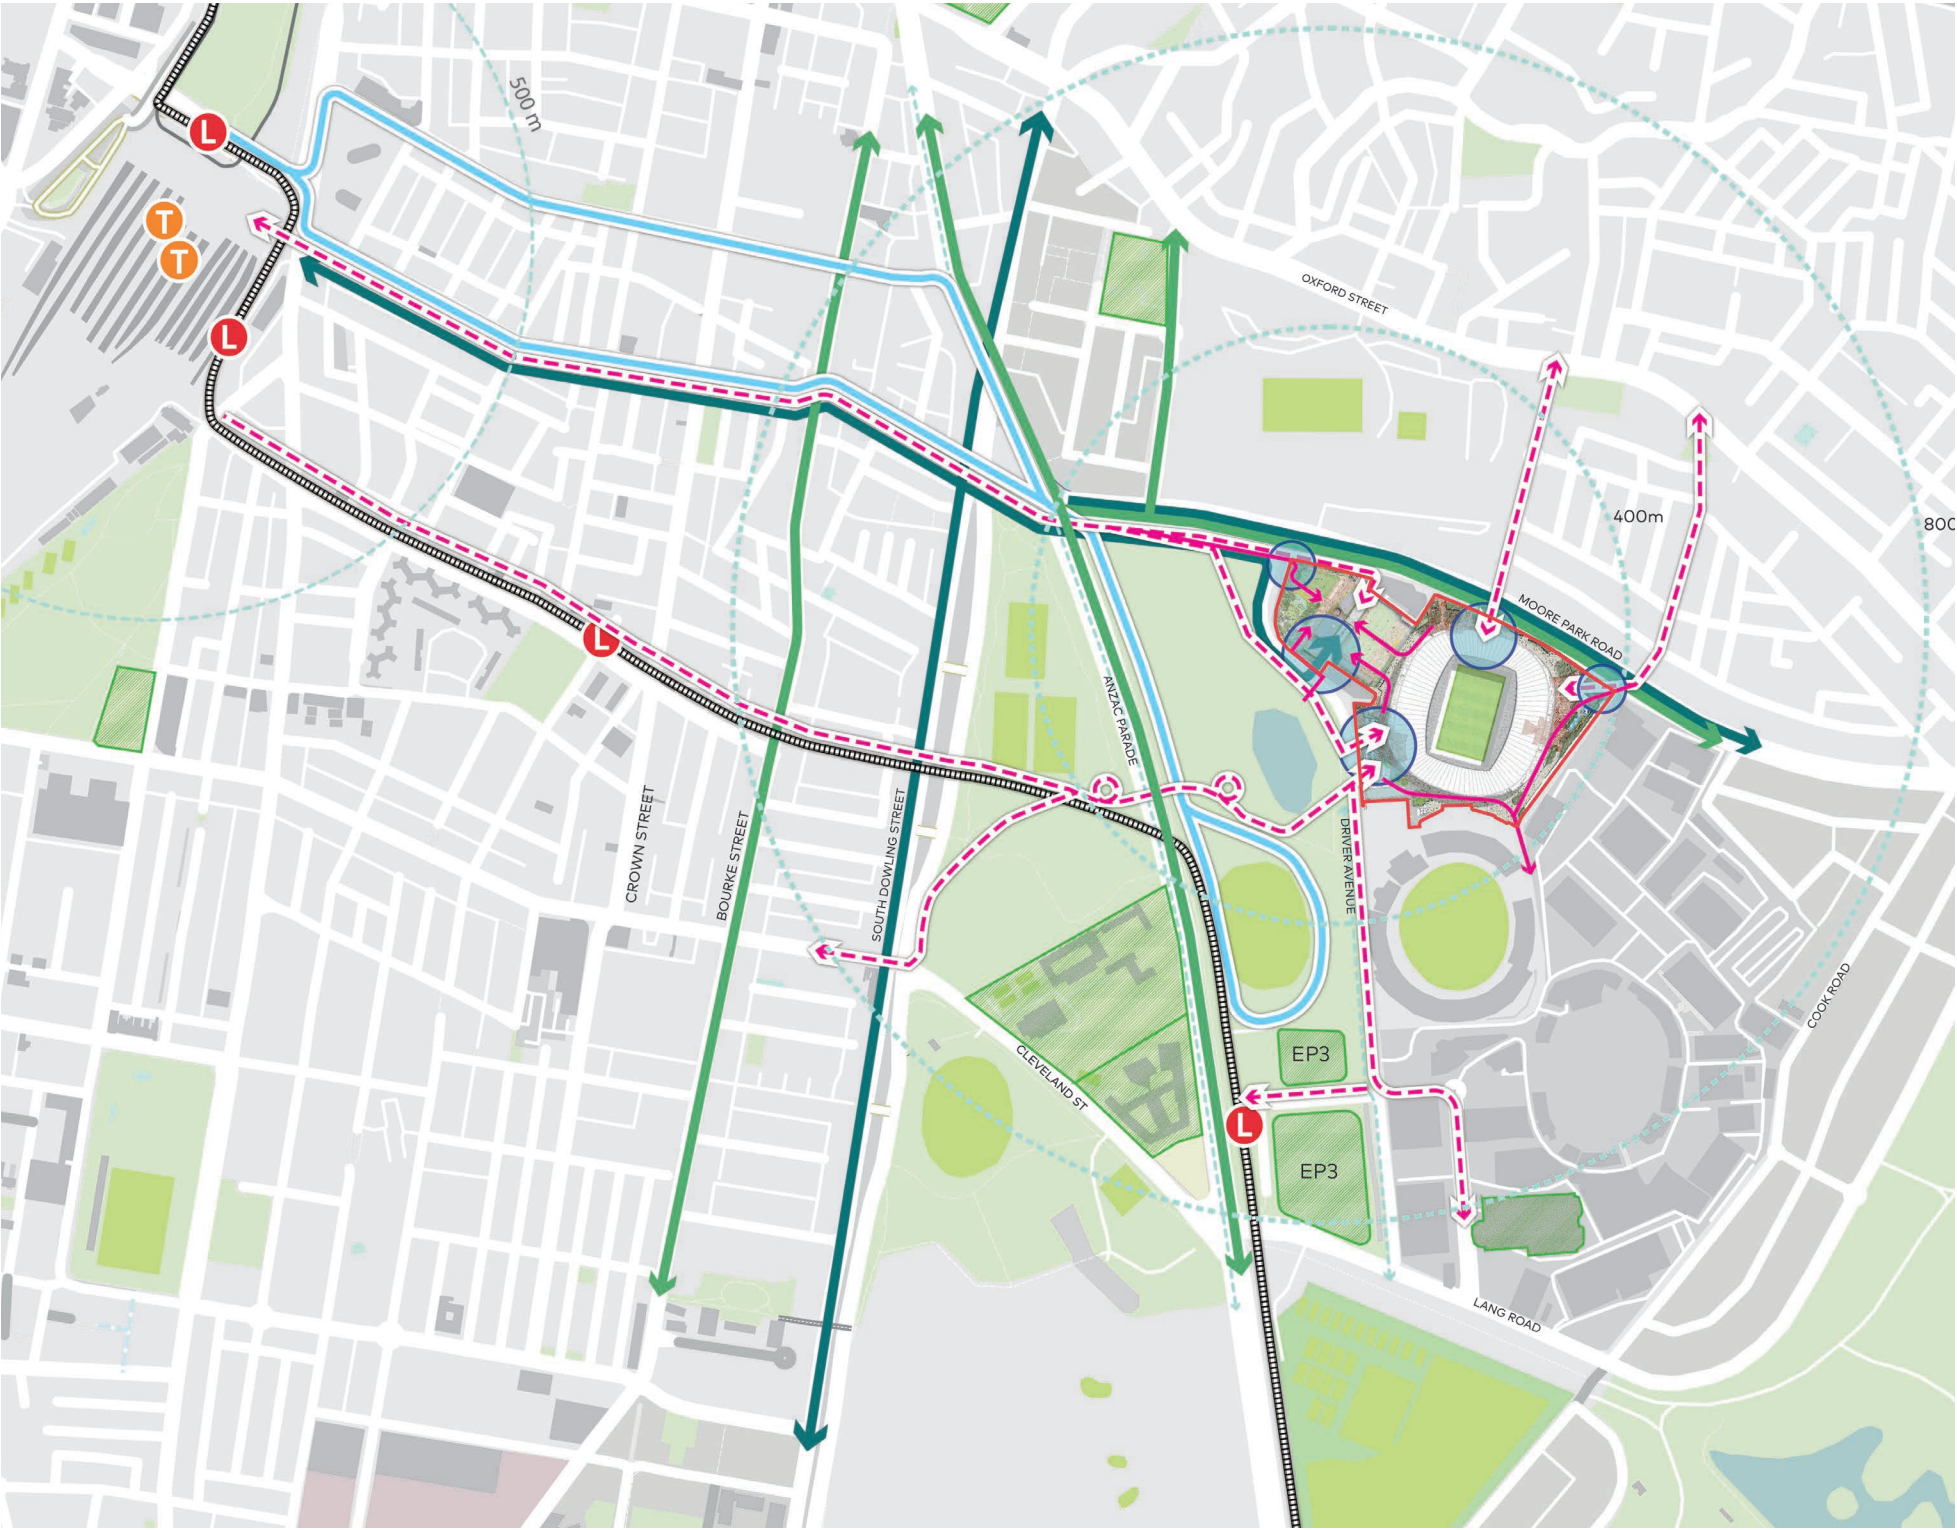 500 m
L
T
T
L
OXFORD STREET
400m
800
MOORE PARK ROAD
L
ANZAC PARADE
CROWN STREET
BOURKE STREET
SOUTH DOWLING STREET
DRIVER AVENUE
COOK ROAD
CLEVELAND ST
EP3
L
EP3
LANG ROAD